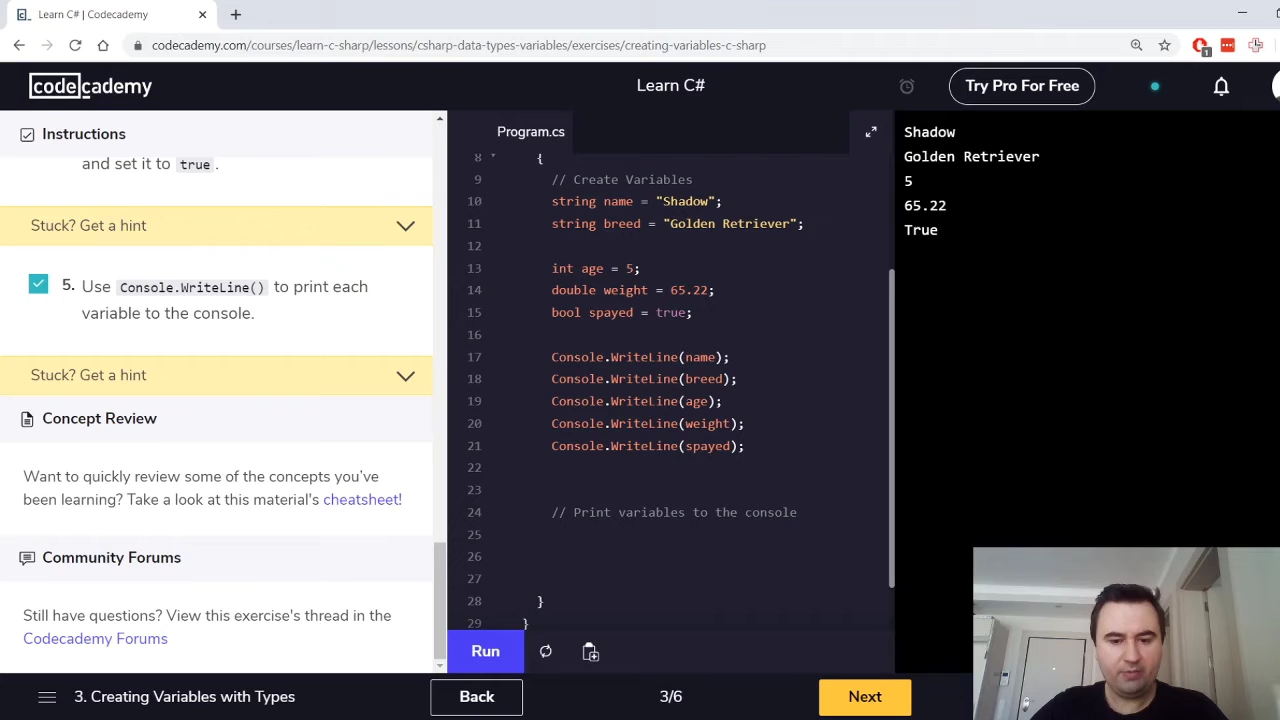 Learn C# | Codecademy
codecademy.com/courses/learn-c-sharp/lessons/csharp-data-types-variables/exercises/creating-variables-c-sharp
1
codecademy
Learn C#
Try Pro For Free
Instructions
and set it to true.
Stuck? Get a hint
5. Use Console.WriteLine() to print each
variable to the console.
Stuck? Get a hint
Concept Review
Want to quickly review some of the concepts you've
been learning? Take a look at this material's cheatsheet!
Community Forums
Still have questions? View this exercise's thread in the
Codecademy Forums
Program.cs
8 {
9 // Create Variables
10 string name = "Shadow";
11 string breed = "Golden Retriever";
12
13 int age = 5;
14 double weight = 65.22;
15 bool spayed = true;
16
17 Console.WriteLine(name);
18 Console.WriteLine(breed);
19 Console.WriteLine(age);
20 Console.WriteLine(weight);
21 Console.WriteLine(spayed);
22
23
24 // Print variables to the console
25
26
27
28 }
29 }
Run
Shadow
Golden Retriever
5
65.22
True
3. Creating Variables with Types
Back
3/6
Next